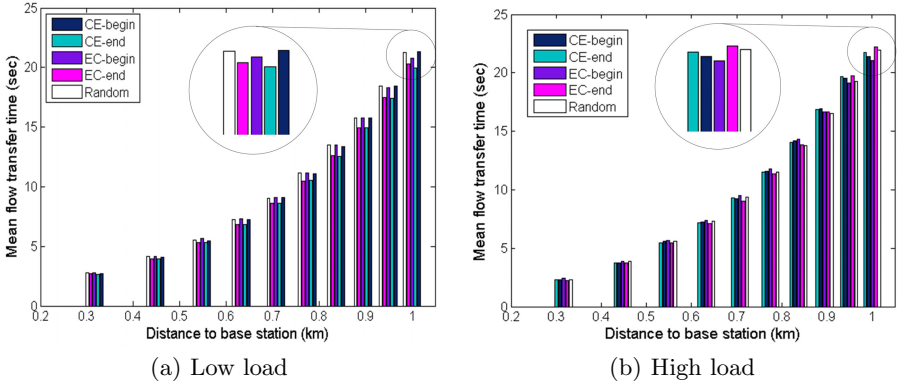 CE-begin
CE-end
EC-begin
EC-end
Random
Mean flow transfer time (sec)
25
20
15
10
5
0
0.2 0.3 0.4 0.5 0.6 0.7 0.8 0.9 1
Distance to base station (km)
(a) Low load
CE-begin
CE-end
EC-begin
EC-end
Random
Mean flow transfer time (sec)
25
20
15
10
5
0
0.2 0.3 0.4 0.5 0.6 0.7 0.8 0.9 1
Distance to base station (km)
(b) High load